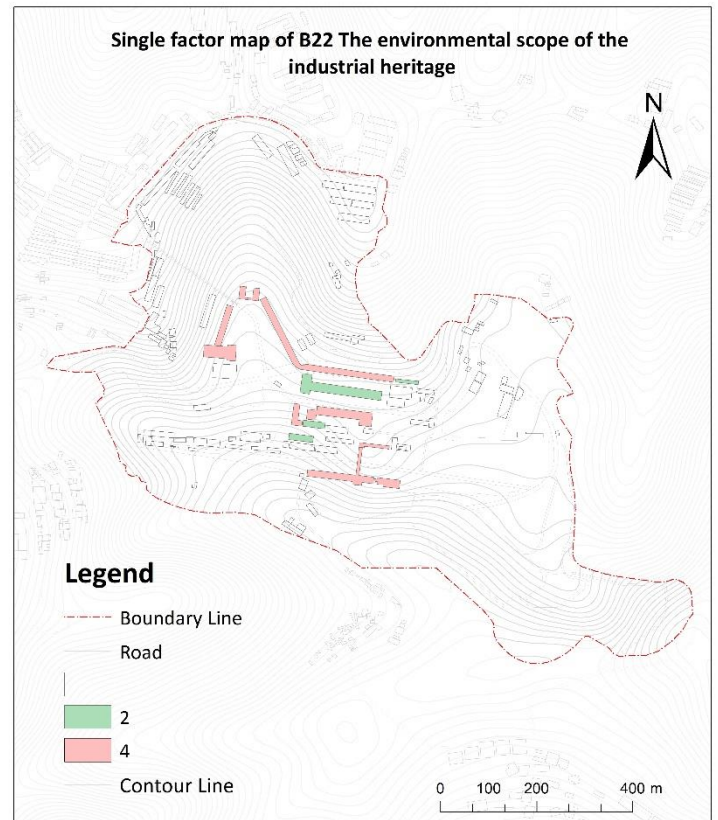 Single factor map of B22 The environmental scope of the
industrial heritage
N
Legend
Boundary Line
Road
2
4
Contour Line
0 100 200 400 m